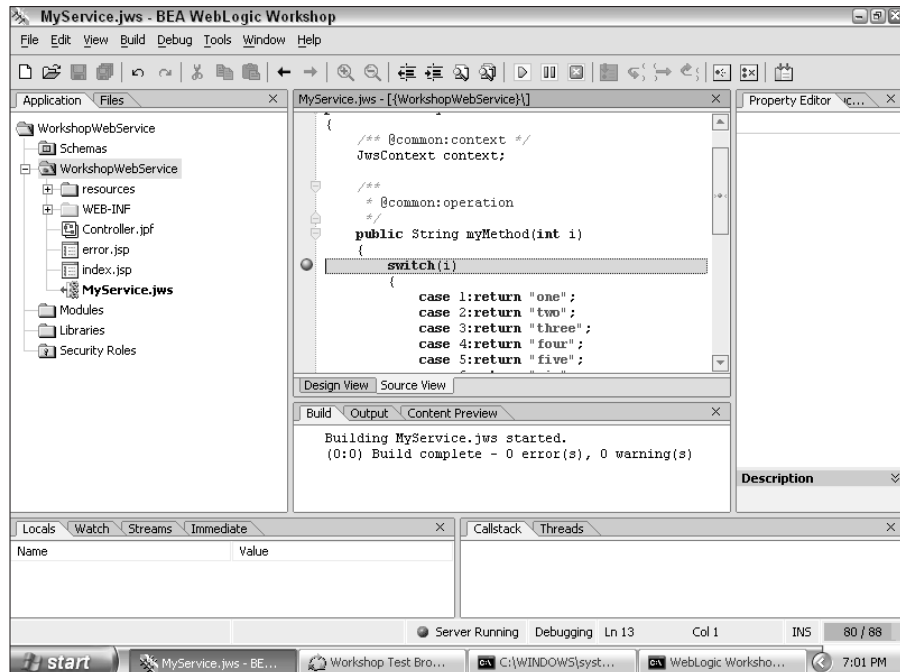 MyService.jws - BEA WebLogic Workshop
File Edit View Build Debug Tools Window Help
Application Files
MyService.jws - [{WorkshopWebService}\]
Property Editor
WorkshopWebService
Schemas
WorkshopWebService
resources
WEB-INF
Controller.jpf
error.jsp
index.jsp
MyService.jws
Modules
Libraries
Security Roles
{
/** @common:context */
JwsContext context;
/**
* @common:operation
*/
public String myMethod(int i)
{
switch(i)
{
case 1:return "one";
case 2:return "two";
case 3:return "three";
case 4:return "four";
case 5:return "five";
Design View Source View
Build Output Content Preview
Building MyService.jws started.
(0:0) Build complete - 0 error(s), 0 warning(s)
Description
Locals Watch Streams Immediate
Name Value
Callstack Threads
Server Running Debugging Ln 13 Col 1 INS 80 / 88
start MyService.jws - BE... Workshop Test Bro... C:\WINDOWS\syst... WebLogic Worksho... 7:01 PM